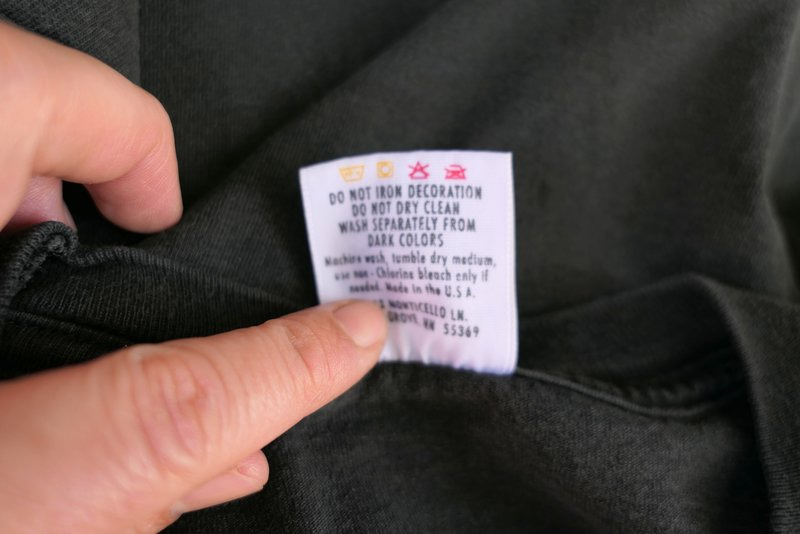 DO NOT IRON DECORATION
DO NOT DRY CLEAN
WASH SEPARATELY FROM
DARK COLORS
Machine wash, tumble dry medium,
use non - Chlorine bleach only if
needed. Made in the U.S.A.
MONTICELLO LN.
GROVE, MN 55369